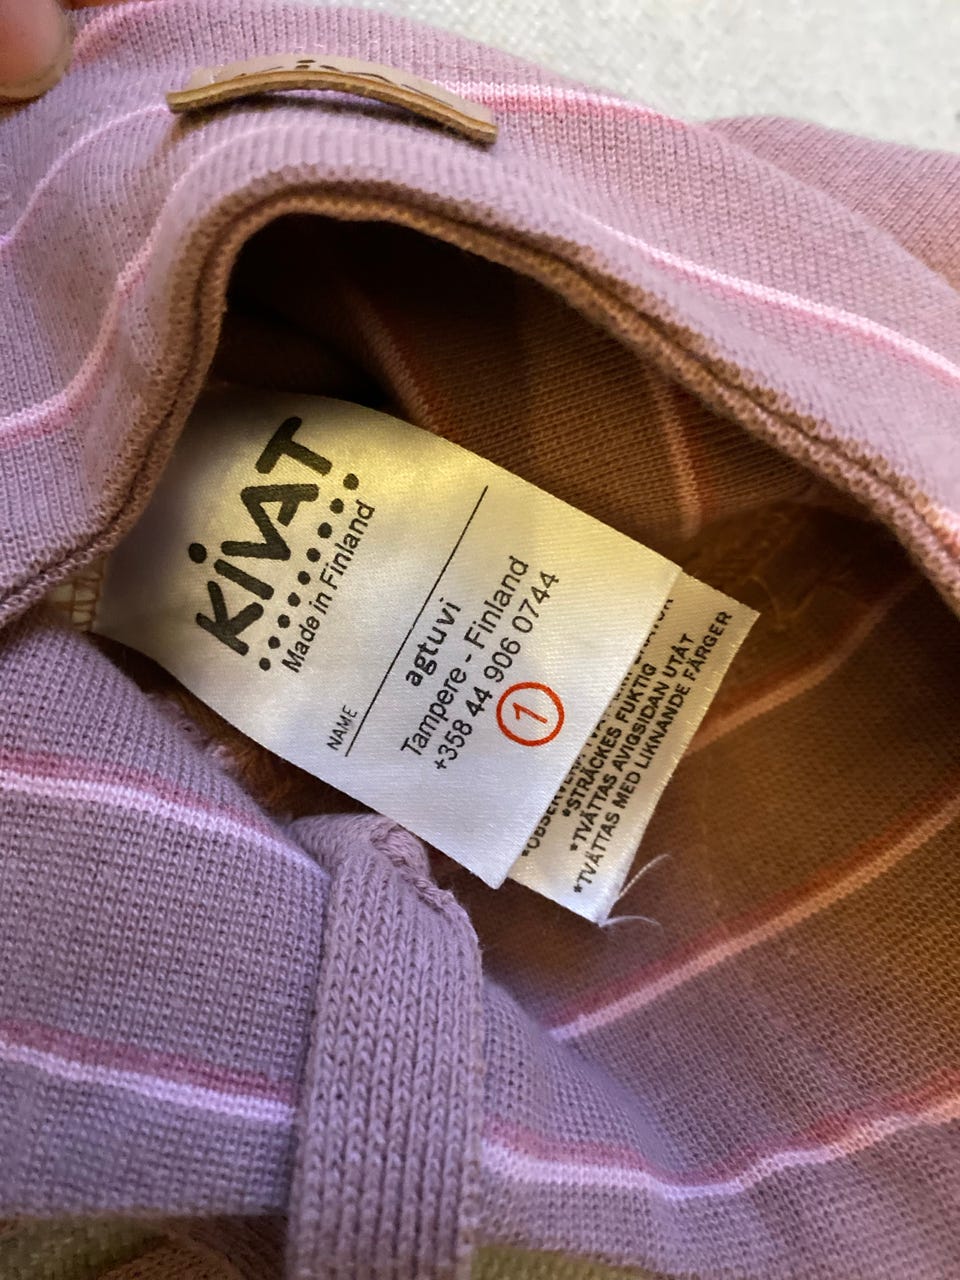 KiVAT
Made in Finland
NAME
agtuvi
Tampere - Finland
+358 44 906 0744
1
*STRÄCKES FUKTIG
*TVÄTTAS AVIGSIDAN UTÅT
*TVÄTTAS MED LIKNANDE FÄRGER